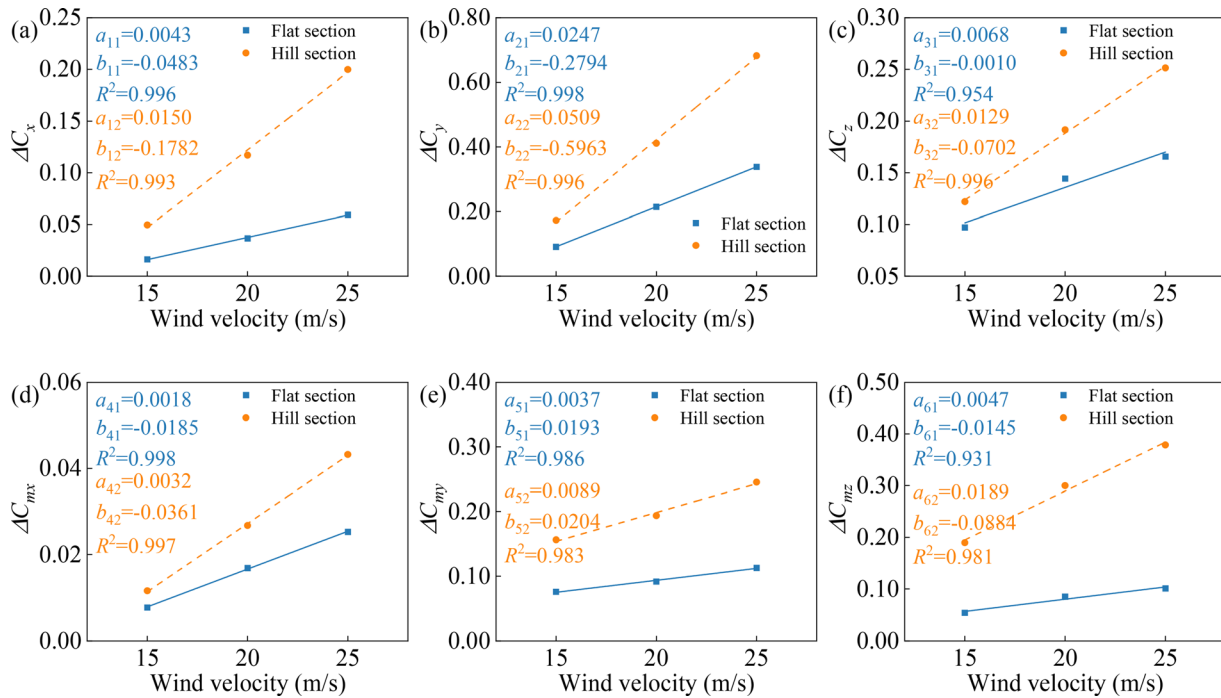 (a)
a11=0.0043
b11=-0.0483
R2=0.996
a12=0.0150
b12=-0.1782
R2=0.993
Flat section
Hill section
0.25
0.20
0.15
0.10
0.05
0.00
ΔCx
15 20 25
Wind velocity (m/s)
(b)
a21=0.0247
b21=-0.2794
R2=0.998
a22=0.0509
b22=-0.5963
R2=0.996
Flat section
Hill section
0.80
0.60
0.40
0.20
0.00
ΔCy
15 20 25
Wind velocity (m/s)
(c)
a31=0.0068
b31=-0.0010
R2=0.954
a32=0.0129
b32=-0.0702
R2=0.996
Flat section
Hill section
0.30
0.25
0.20
0.15
0.10
0.05
ΔCz
15 20 25
Wind velocity (m/s)
(d)
a41=0.0018
b41=-0.0185
R2=0.998
a42=0.0032
b42=-0.0361
R2=0.997
Flat section
Hill section
0.06
0.04
0.02
0.00
ΔCmx
15 20 25
Wind velocity (m/s)
(e)
a51=0.0037
b51=0.0193
R2=0.986
a52=0.0089
b52=0.0204
R2=0.983
Flat section
Hill section
0.40
0.30
0.20
0.10
0.00
ΔCmy
15 20 25
Wind velocity (m/s)
(f)
a61=0.0047
b61=-0.0145
R2=0.931
a62=0.0189
b62=-0.0884
R2=0.981
Flat section
Hill section
0.50
0.40
0.30
0.20
0.10
0.00
ΔCmz
15 20 25
Wind velocity (m/s)